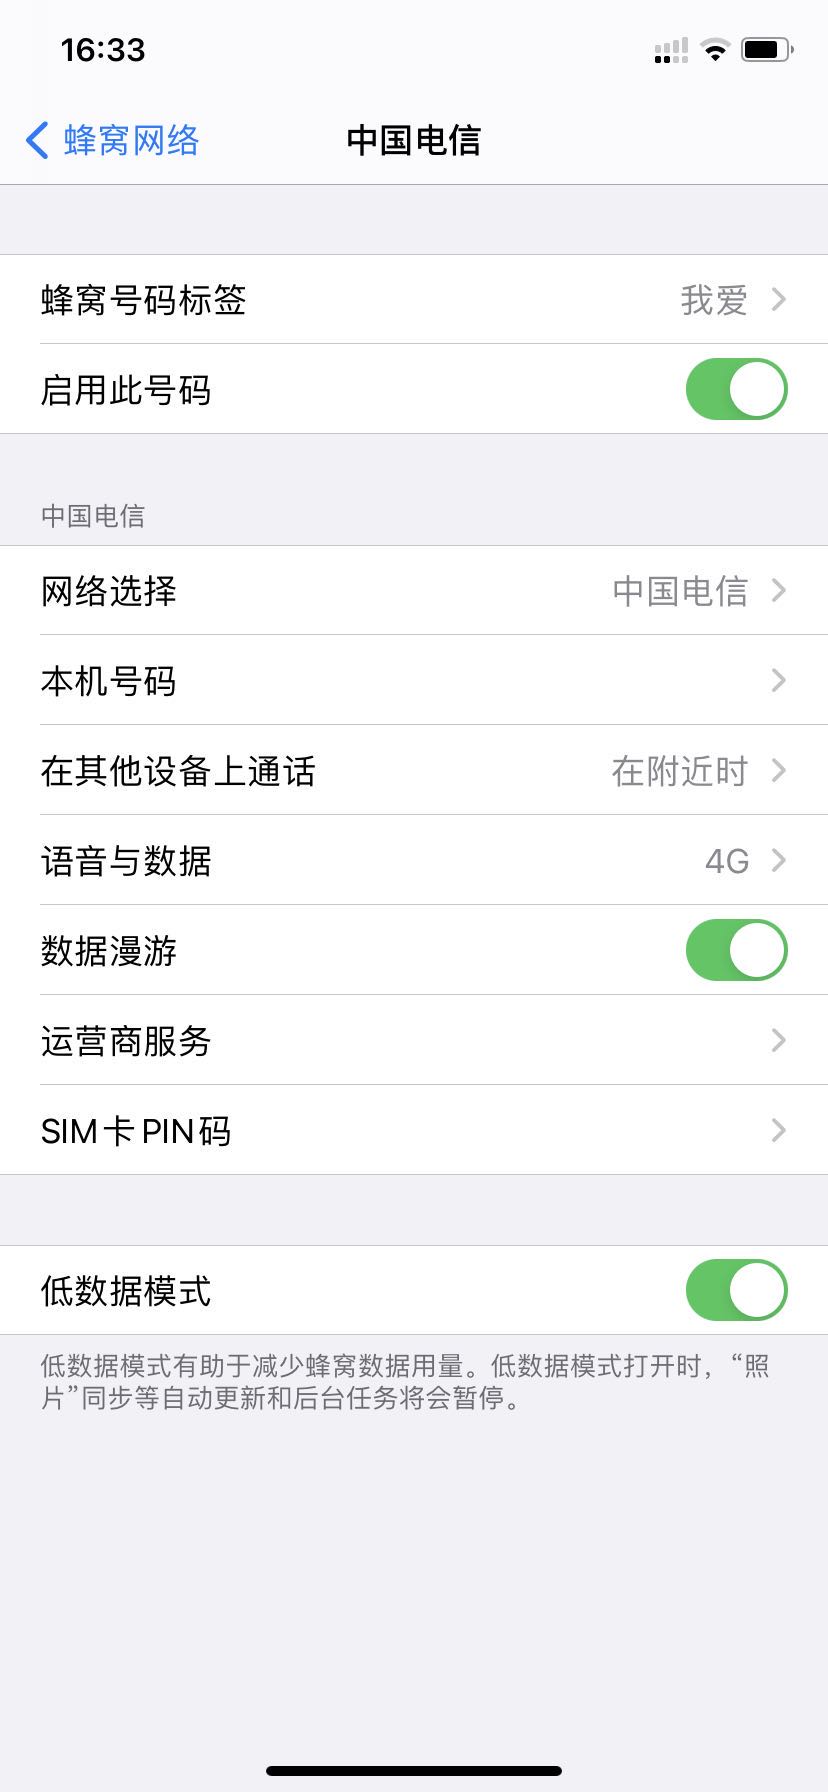 16:33
蜂窝网络
中国电信
蜂窝号码标签 我爱
启用此号码
中国电信
网络选择 中国电信
本机号码
在其他设备上通话 在附近时
语音与数据 4G
数据漫游
运营商服务
SIM卡PIN码
低数据模式
低数据模式有助于减少蜂窝数据用量。低数据模式打开时，“照
片”同步等自动更新和后台任务将会暂停。